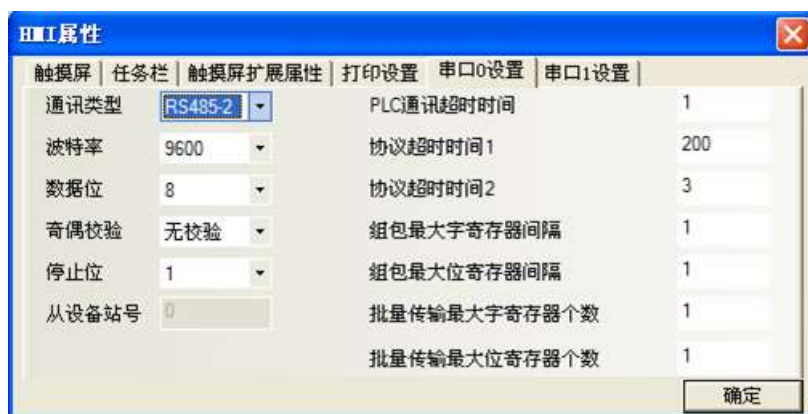 HMI属性
触摸屏 任务栏 触摸屏扩展属性 打印设置 串口0设置 串口1设置
通讯类型 RS485-2 PLC通讯超时时间 1
波特率 9600 协议超时时间1 200
数据位 8 协议超时时间2 3
奇偶校验 无校验 组包最大字寄存器间隔 1
停止位 1 组包最大位寄存器间隔 1
从设备站号 0 批量传输最大字寄存器个数 1
批量传输最大位寄存器个数 1
确定